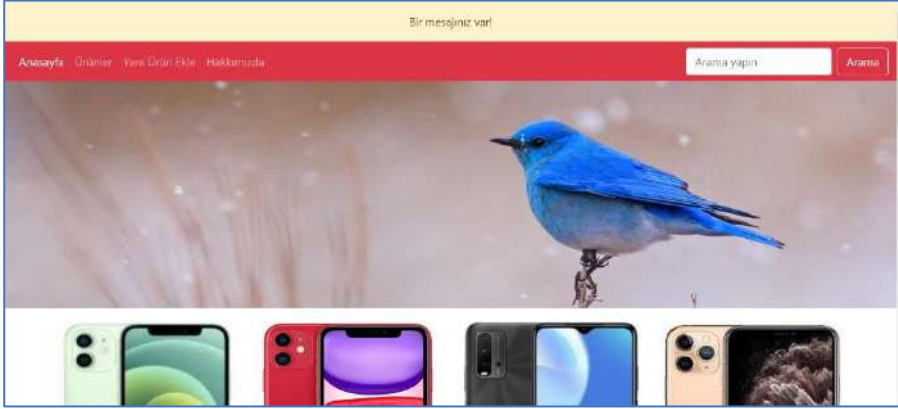 Bir mesajınız var!
Anasayfa Ürünler Yeni Ürün Ekle Hakkımızda Arama yapın Arama